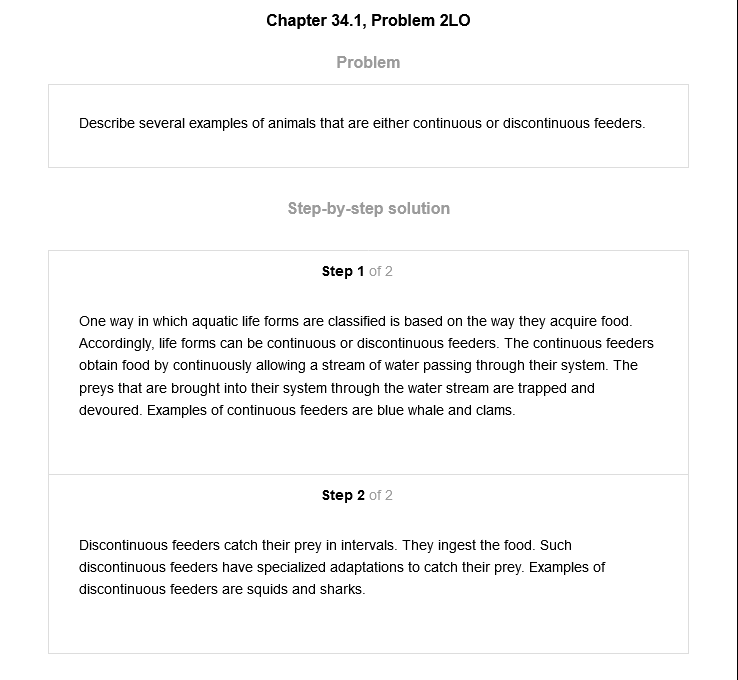 Chapter 34.1, Problem 2LO
Problem
Describe several examples of animals that are either continuous or discontinuous feeders.
Step-by-step solution
Step 1 of 2
One way in which aquatic life forms are classified is based on the way they acquire food.
Accordingly, life forms can be continuous or discontinuous feeders. The continuous feeders
obtain food by continuously allowing a stream of water passing through their system. The
preys that are brought into their system through the water stream are trapped and
devoured. Examples of continuous feeders are blue whale and clams.
Step 2 of 2
Discontinuous feeders catch their prey in intervals. They ingest the food. Such
discontinuous feeders have specialized adaptations to catch their prey. Examples of
discontinuous feeders are squids and sharks.